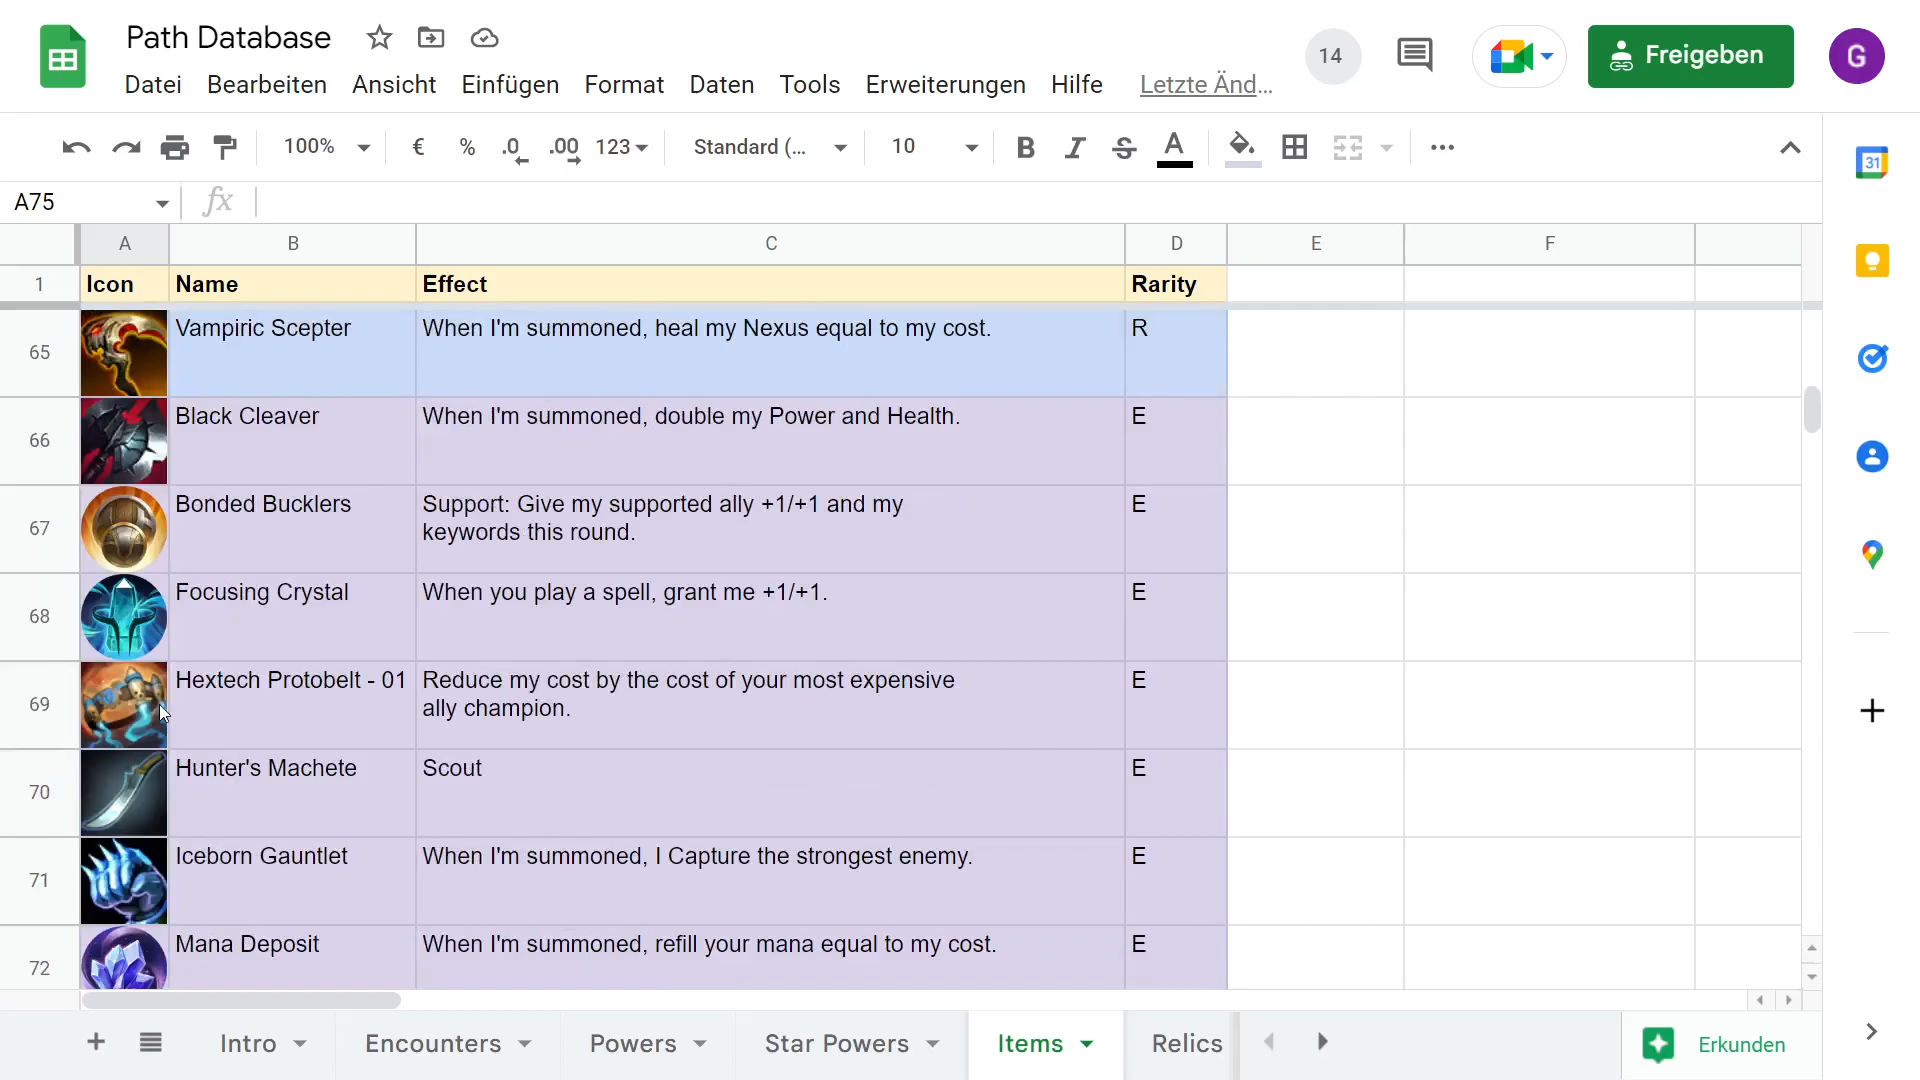 Path Database
14
Freigeben
G
Datei Bearbeiten Ansicht Einfügen Format Daten Tools Erweiterungen Hilfe Letzte Änd...
100% € % .0 .00 123 Standard (... 10 B I S A
31
A75 fx
A B C D E F
1 Icon Name Effect Rarity
65 Vampiric Scepter When I'm summoned, heal my Nexus equal to my cost. R
66 Black Cleaver When I'm summoned, double my Power and Health. E
67 Bonded Bucklers Support: Give my supported ally +1/+1 and my E
keywords this round.
68 Focusing Crystal When you play a spell, grant me +1/+1. E
69 Hextech Protobelt - 01 Reduce my cost by the cost of your most expensive E
ally champion.
70 Hunter's Machete Scout E
71 Iceborn Gauntlet When I'm summoned, I Capture the strongest enemy. E
72 Mana Deposit When I'm summoned, refill your mana equal to my cost. E
Intro Encounters Powers Star Powers Items Relics Erkunden